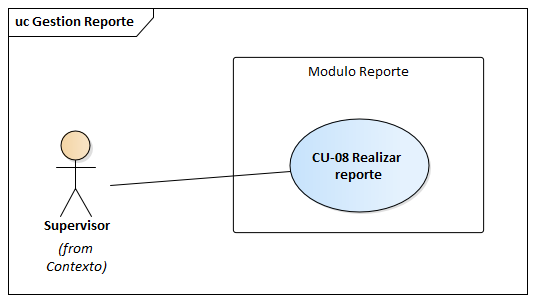 uc Gestion Reporte
Modulo Reporte
CU-08 Realizar
reporte
Supervisor
(from
Contexto)